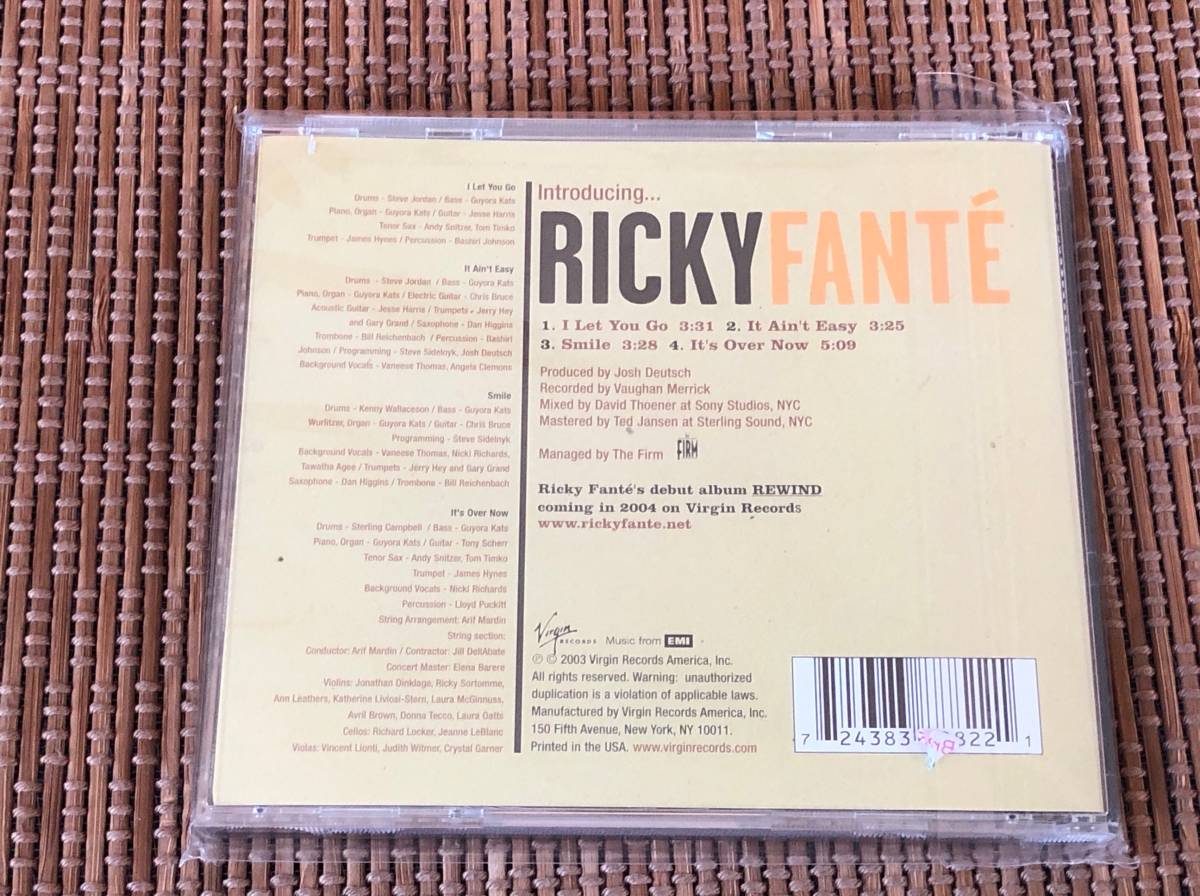 I Let You Go
Drums - Steve Jordan / Bass - Guyora Kats
Piano, Organ - Guyora Kats / Guitar - Jesse Harris
Tenor Sax - Andy Snitzer, Tom Timko
Trumpet - James Hynes / Percussion - Bashiri Johnson
It Ain't Easy
Drums - Steve Jordan / Bass - Guyora Kats
Piano, Organ - Guyora Kats / Electric Guitar - Chris Bruce
Acoustic Guitar - Jesse Harris / Trumpets - Jerry Hey
and Gary Grand / Saxophone - Dan Higgins
Trombone - Bill Reichenbach / Percussion - Bashiri
Johnson / Programming - Steve Sidelnyk, Josh Deutsch
Background Vocals - Vaneese Thomas, Angela Clemons
Smile
Drums - Kenny Wallaceson / Bass - Guyora Kats
Wurlitzer, Organ - Guyora Kats / Guitar - Chris Bruce
Programming - Steve Sidelnyk
Background Vocals - Vaneese Thomas, Nicki Richards,
Tawatha Agee / Trumpets - Jerry Hey and Gary Grand
Saxophone - Dan Higgins / Trombone - Bill Reichenbach
It's Over Now
Drums - Sterling Campbell / Bass - Guyora Kats
Piano, Organ - Guyora Kats / Guitar - Tony Scherr
Tenor Sax - Andy Snitzer, Tom Timko
Trumpet - James Hynes
Background Vocals - Nicki Richards
Percussion - Lloyd Puckitt
String Arrangement: Arif Mardin
String section:
Conductor: Arif Mardin / Contractor: Jill DellAbate
Concert Master: Elena Barere
Violins: Jonathan Dinklage, Ricky Sortomme,
Ann Leathers, Katherine Livolsi-Stern, Laura McGinnuss,
Avril Brown, Donna Tecco, Laura Oatts
Cellos: Richard Locker, Jeanne LeBlanc
Violas: Vincent Lionti, Judith Witmer, Crystal Garner
Introducing...
RICKY FANTÉ
1. I Let You Go 3:31 2. It Ain't Easy 3:25
3. Smile 3:28 4. It's Over Now 5:09
Produced by Josh Deutsch
Recorded by Vaughan Merrick
Mixed by David Thoener at Sony Studios, NYC
Mastered by Ted Jansen at Sterling Sound, NYC
Managed by The Firm FIRM
Ricky Fanté's debut album REWIND
coming in 2004 on Virgin Records
www.rickyfante.net
Virgin RECORDS Music from EMI
℗ © 2003 Virgin Records America, Inc.
All rights reserved. Warning: unauthorized
duplication is a violation of applicable laws.
Manufactured by Virgin Records America, Inc.
150 Fifth Avenue, New York, NY 10011.
Printed in the USA. www.virginrecords.com
7 24383 822 1